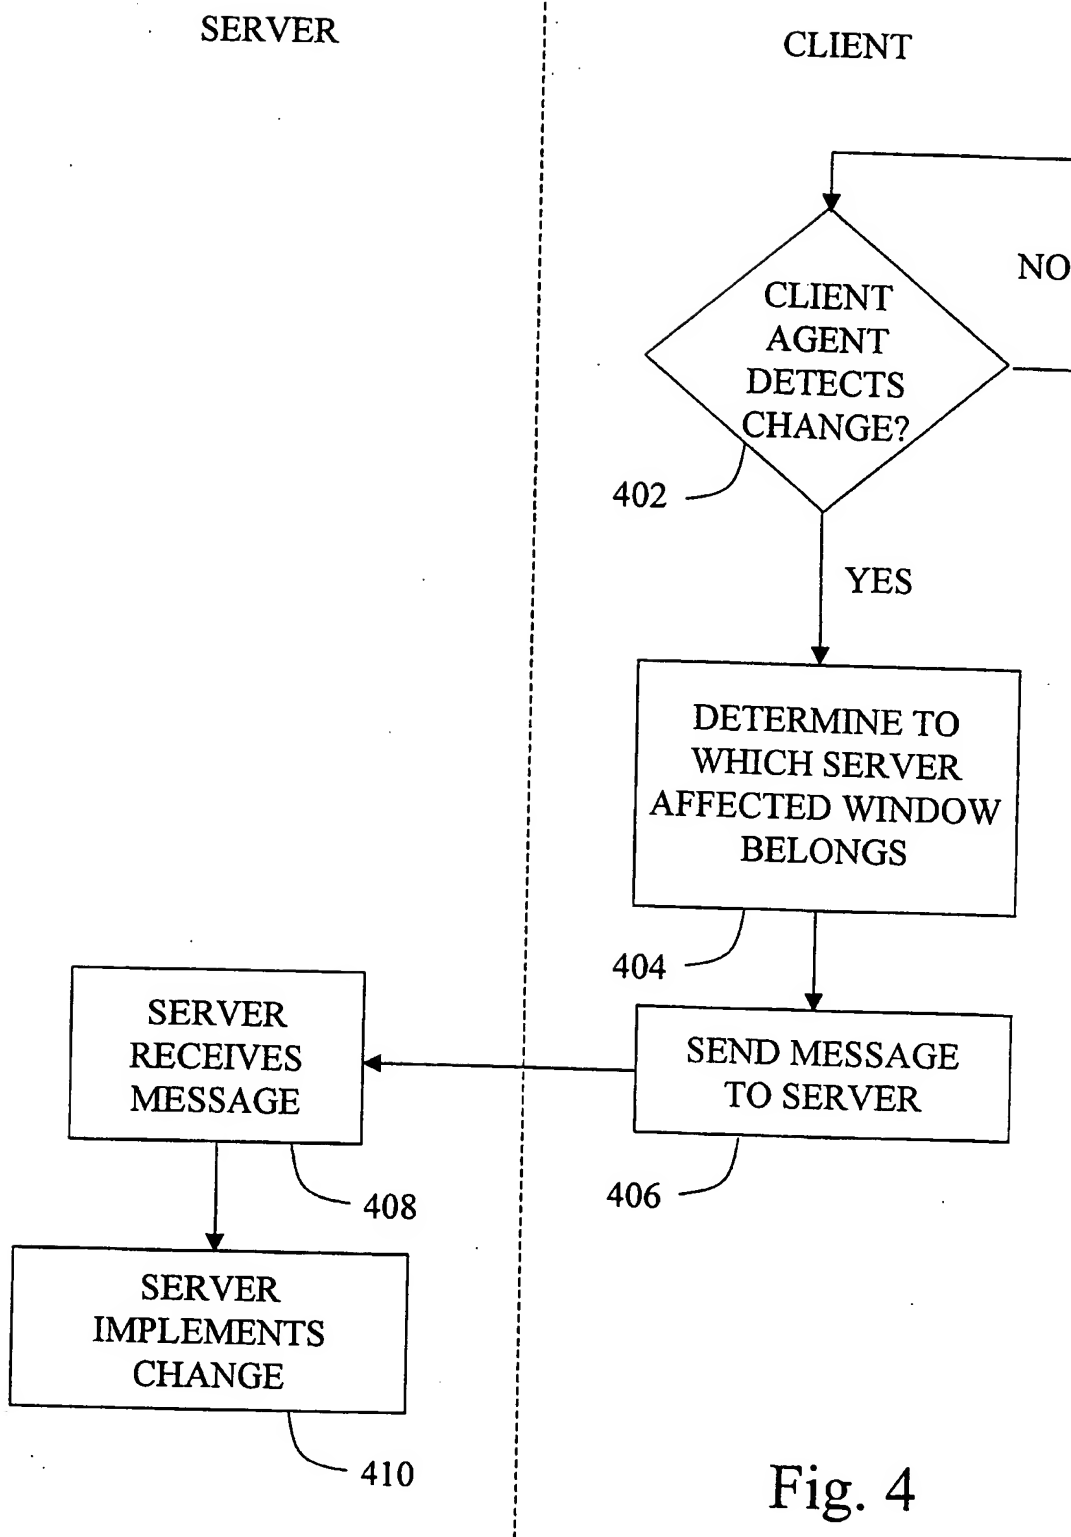 SERVER
CLIENT
NO
CLIENT
AGENT
DETECTS
CHANGE?
402
YES
DETERMINE TO
WHICH SERVER
AFFECTED WINDOW
BELONGS
404
SERVER
RECEIVES
MESSAGE
SEND MESSAGE
TO SERVER
408
406
SERVER
IMPLEMENTS
CHANGE
410
Fig. 4